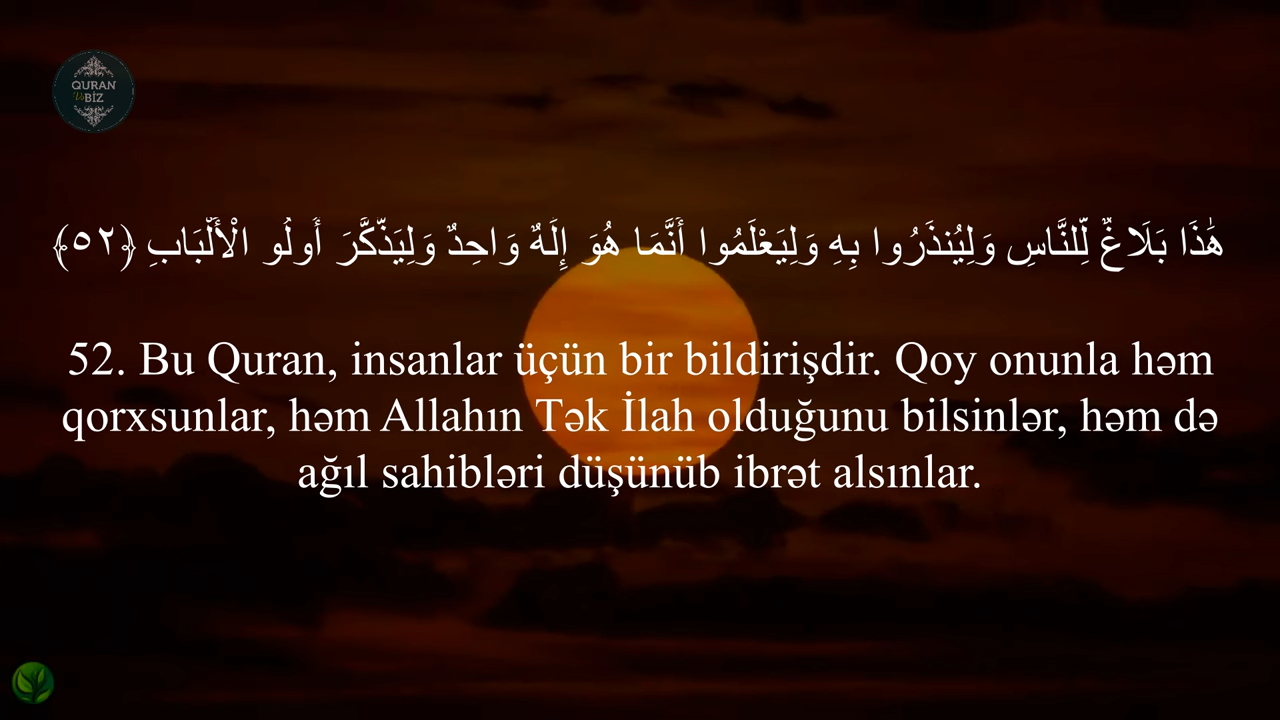 QURAN
Və BİZ
هَٰذَا بَلَاغٌ لِّلنَّاسِ وَلِيُنذَرُوا بِهِ وَلِيَعْلَمُوا أَنَّمَا هُوَ إِلَهٌ وَاحِدٌ وَلِيَذَّكَّرَ أُولُو الْأَلْبَابِ ﴿٥٢﴾
52. Bu Quran, insanlar üçün bir bildirişdir. Qoy onunla həm
qorxsunlar, həm Allahın Tək İlah olduğunu bilsinlər, həm də
ağıl sahibləri düşünüb ibrət alsınlar.